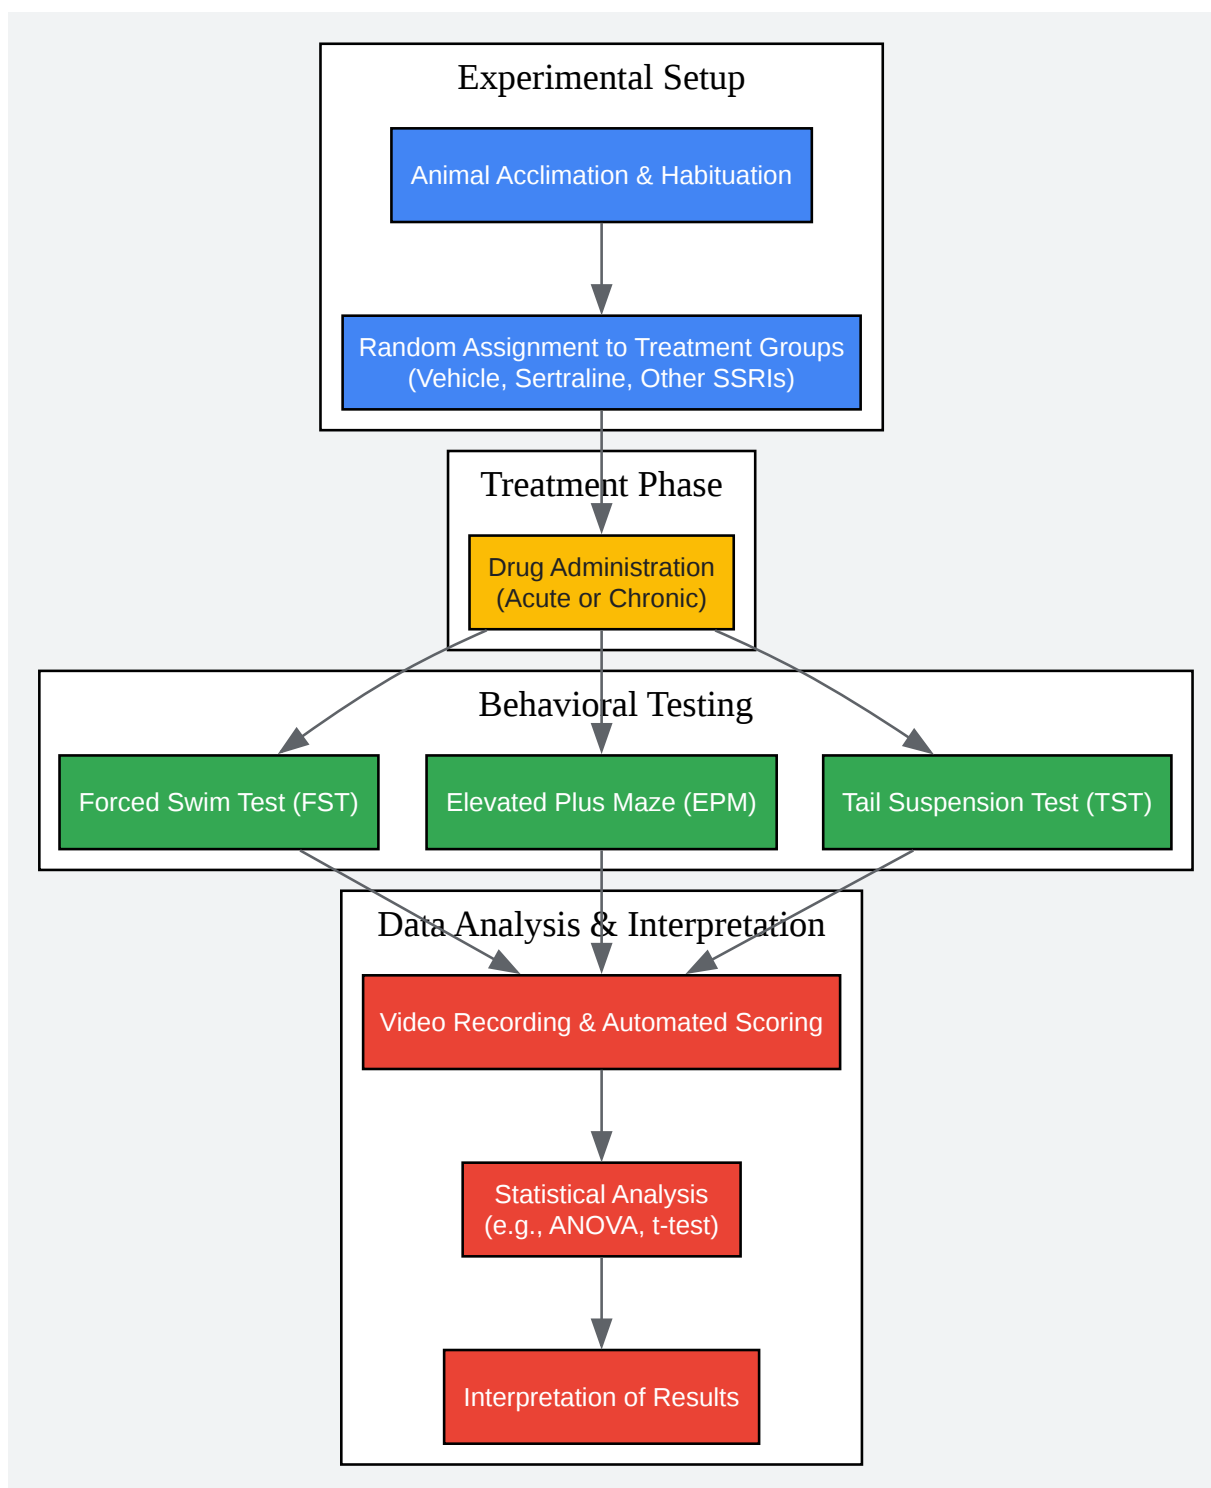 Experimental Setup
Animal Acclimation & Habituation
Random Assignment to Treatment Groups
(Vehicle, Sertraline, Other SSRIs)
Treatment Phase
Drug Administration
(Acute or Chronic)
Behavioral Testing
Forced Swim Test (FST)
Elevated Plus Maze (EPM)
Tail Suspension Test (TST)
Data Analysis & Interpretation
Video Recording & Automated Scoring
Statistical Analysis
(e.g., ANOVA, t-test)
Interpretation of Results